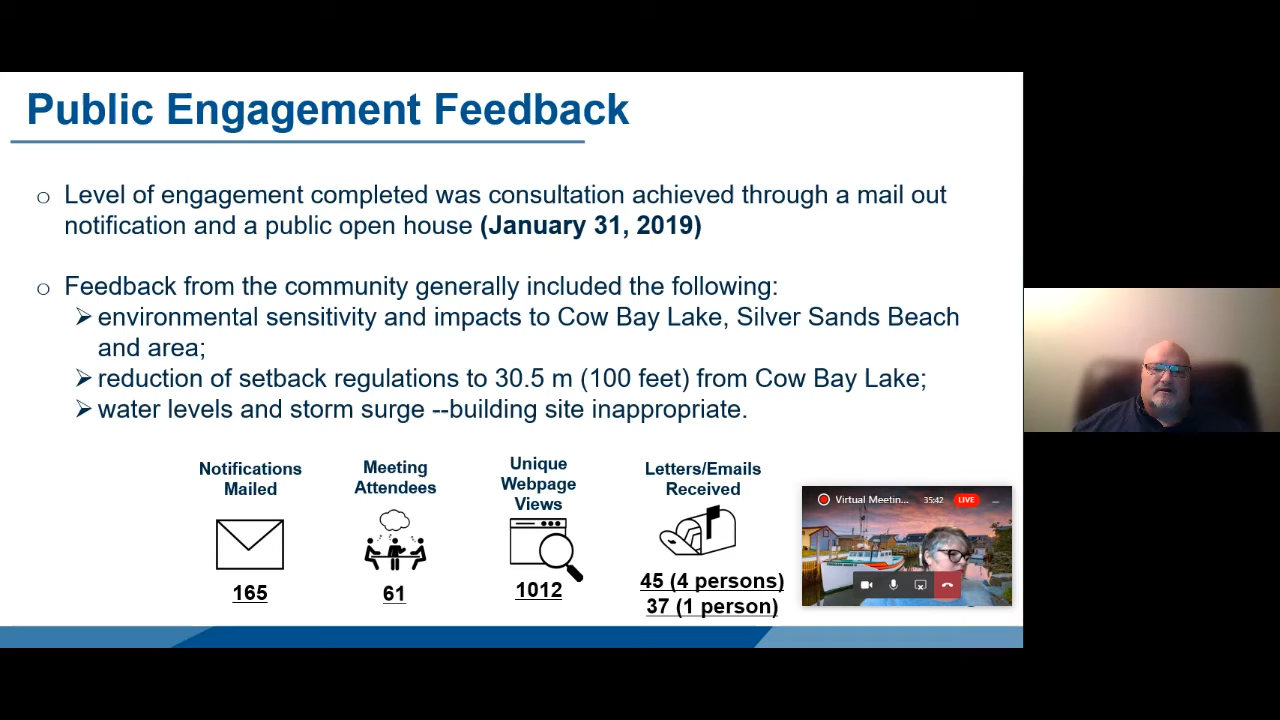 Public Engagement Feedback
o Level of engagement completed was consultation achieved through a mail out
notification and a public open house (January 31, 2019)
o Feedback from the community generally included the following:
➢ environmental sensitivity and impacts to Cow Bay Lake, Silver Sands Beach
and area;
➢ reduction of setback regulations to 30.5 m (100 feet) from Cow Bay Lake;
➢ water levels and storm surge --building site inappropriate.
Notifications
Mailed
165
Meeting
Attendees
61
Unique
Webpage
Views
1012
Letters/Emails
Received
45 (4 persons)
37 (1 person)
Virtual Meetin... 35:42 LIVE